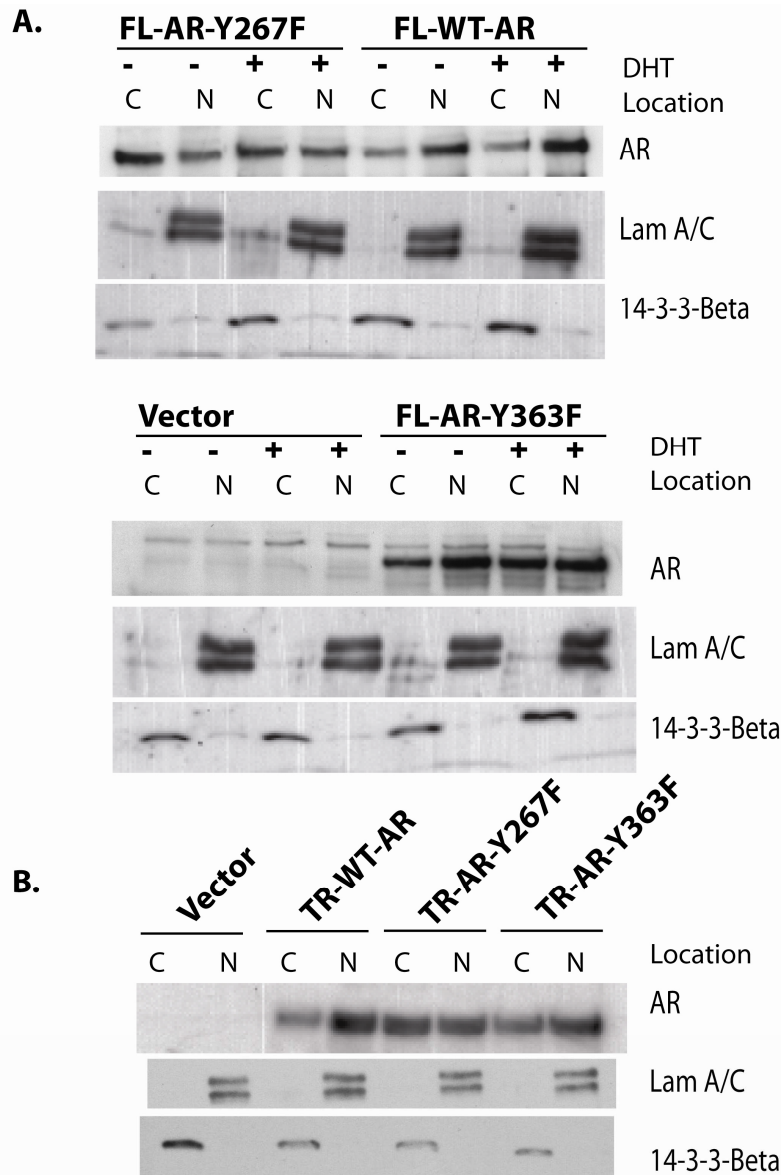 A.
FL-AR-Y267F FL-WT-AR
- - + + - - + + DHT
C N C N C N C N Location
AR
Lam A/C
14-3-3-Beta
Vector FL-AR-Y363F
- - + + - - + + DHT
C N C N C N C N Location
AR
Lam A/C
14-3-3-Beta
B.
Vector TR-WT-AR TR-AR-Y267F TR-AR-Y363F
C N C N C N C N Location
AR
Lam A/C
14-3-3-Beta